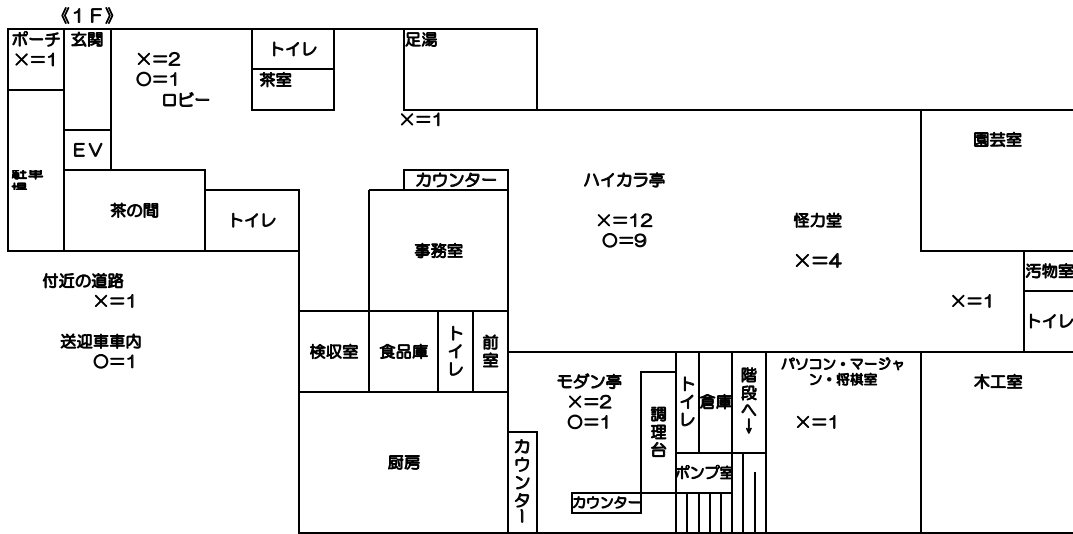 《1F》
ポーチ
×=1
玄関
×=2
○=1
ロビー
トイレ
茶室
足湯
×=1
EV
駐車場
茶の間
トイレ
カウンター
事務室
ハイカラ亭
×=12
○=9
怪力堂
×=4
園芸室
汚物室
×=1
トイレ
付近の道路
×=1
送迎車車内
○=1
検収室
食品庫
トイレ
前室
厨房
カウンター
モダン亭
×=2
○=1
調理台
カウンター
トイレ
倉庫
階段へ→
ポンプ室
パソコン・マージャ
ン・将棋室
×=1
木工室